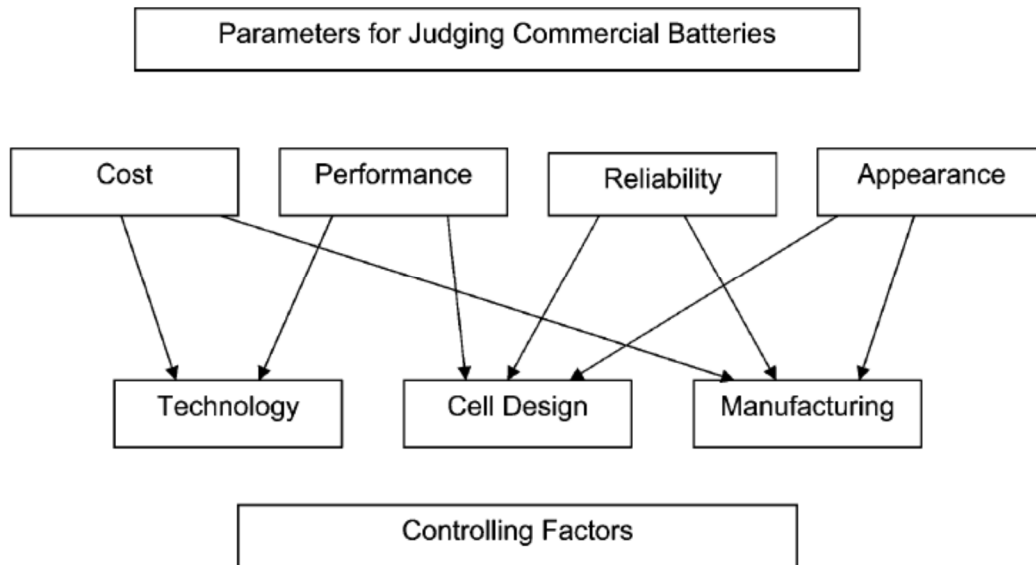 Parameters for Judging Commercial Batteries
Cost
Performance
Reliability
Appearance
Technology
Cell Design
Manufacturing
Controlling Factors